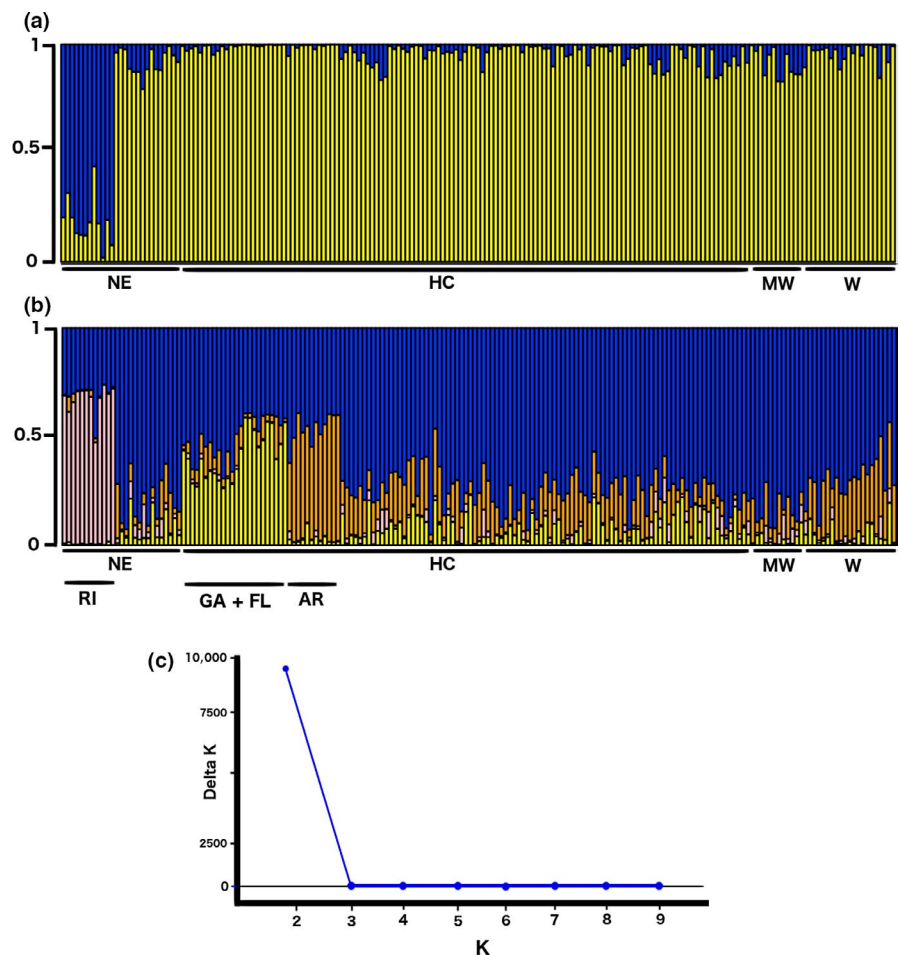 (a)
1
0.5
0
NE HC MW W
(b)
1
0.5
0
NE HC MW W
RI GA + FL AR
(c)
10,000
7500
2500
0
Delta K
2 3 4 5 6 7 8 9
K